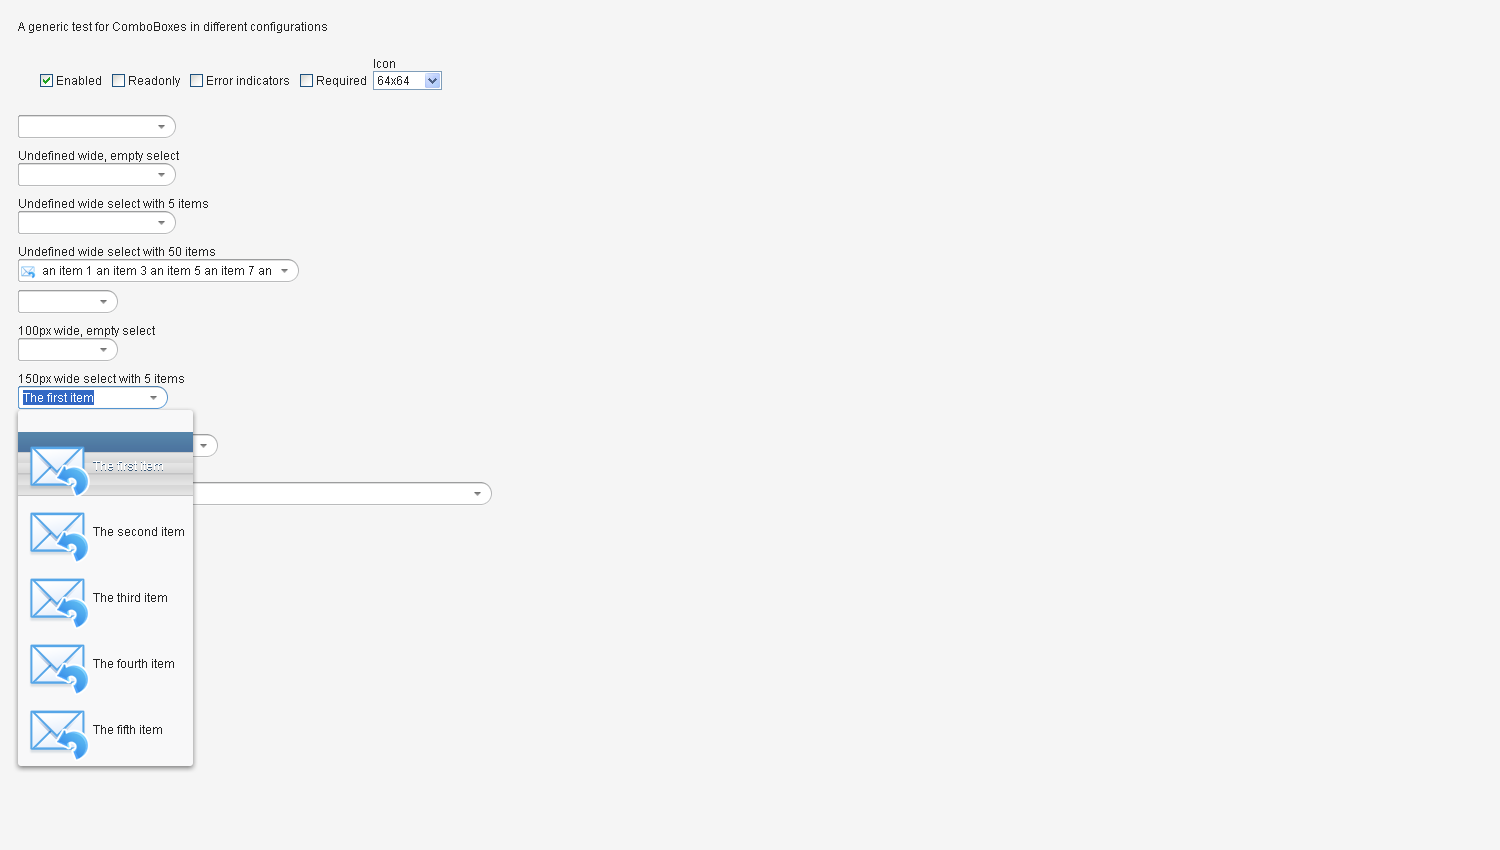 A generic test for ComboBoxes in different configurations
Icon
Enabled Readonly Error indicators Required 64x64
Undefined wide, empty select
Undefined wide select with 5 items
Undefined wide select with 50 items
an item 1 an item 3 an item 5 an item 7 an
100px wide, empty select
150px wide select with 5 items
The first item
The first item
The second item
The third item
The fourth item
The fifth item